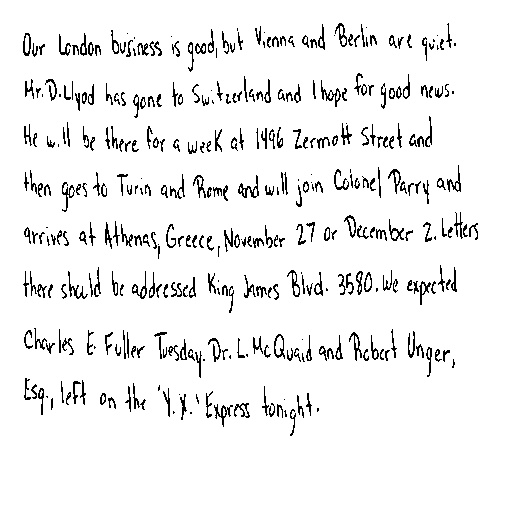 Our London business is good, but Vienna and Berlin are quiet.
Mr. D. Llyod has gone to Switzerland and I hope for good news.
He will be there for a week at 1496 Zermott Street and
then goes to Turin and Rome and will join Colonel Parry and
arrives at Athenas, Greece, November 27 or December 2. Letters
there should be addressed King James Blvd. 3580. We expected
Charles E. Fuller Tuesday. Dr. L. McQuaid and Robert Unger,
Esq., left on the 'Y.X.' Express tonight.